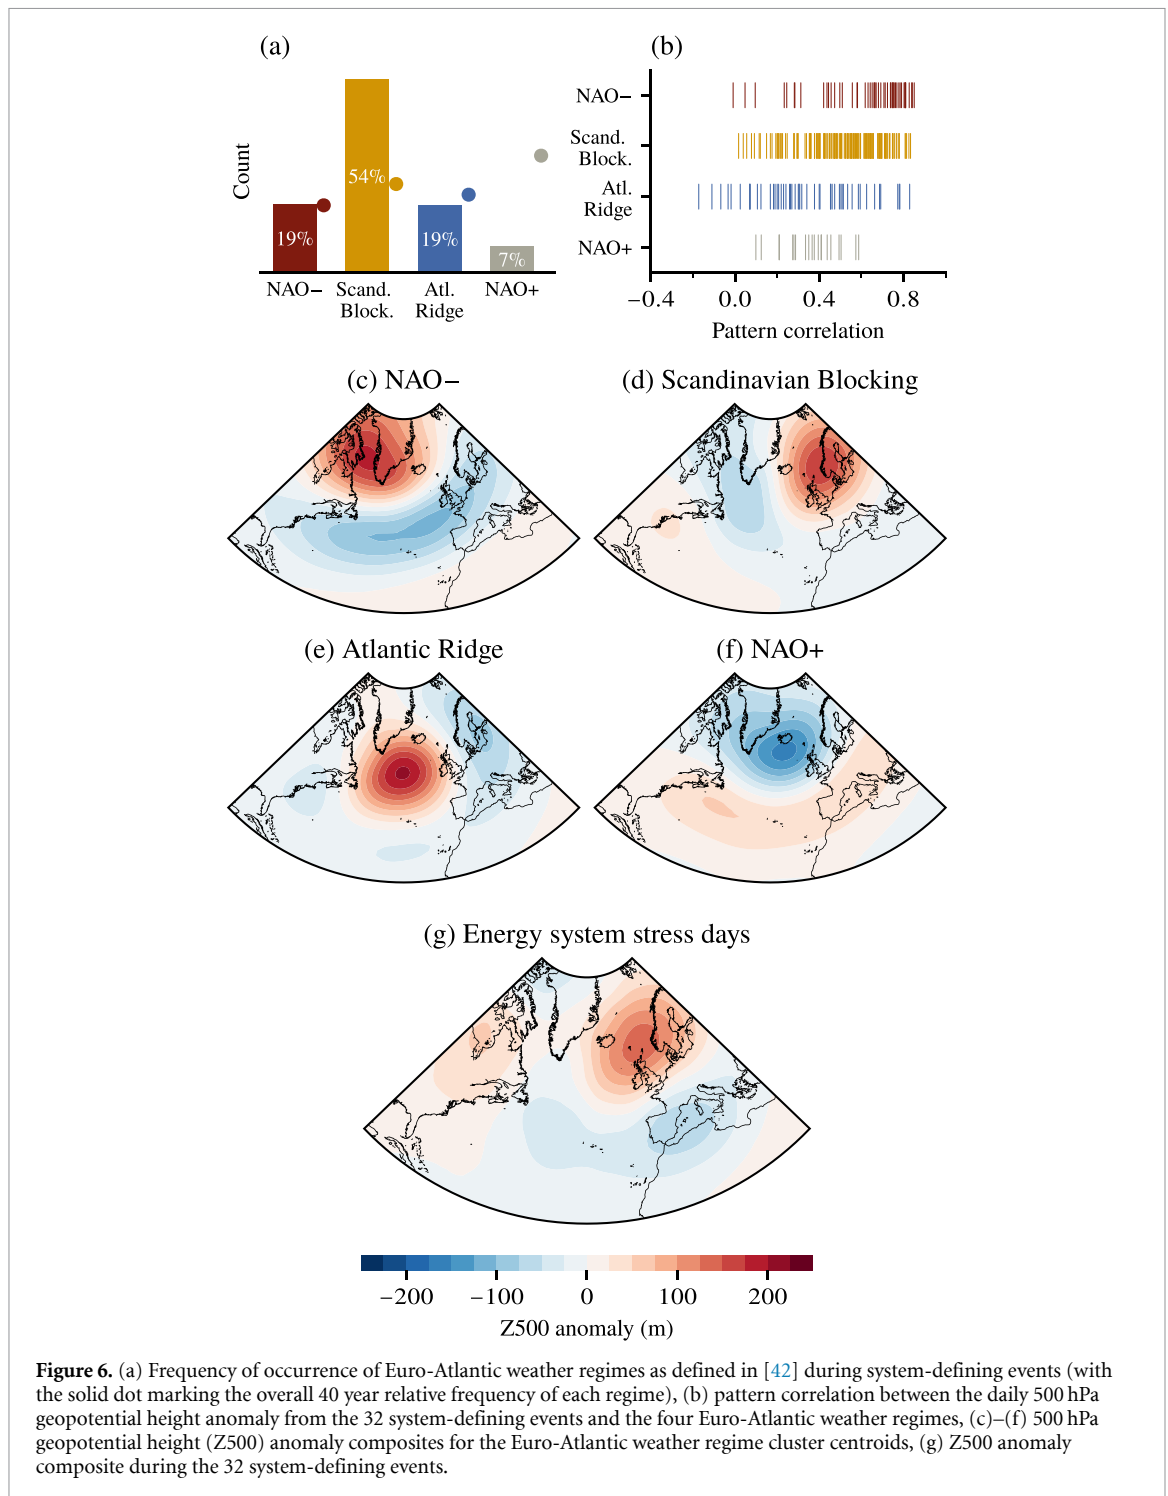 (a)
Count
54%
19%
19%
7%
NAO−
Scand.
Block.
Atl.
Ridge
NAO+
(b)
NAO−
Scand.
Block.
Atl.
Ridge
NAO+
−0.4 0.0 0.4 0.8
Pattern correlation
(c) NAO−
(d) Scandinavian Blocking
(e) Atlantic Ridge
(f) NAO+
(g) Energy system stress days
−200 −100 0 100 200
Z500 anomaly (m)
Figure 6. (a) Frequency of occurrence of Euro-Atlantic weather regimes as defined in [42] during system-defining events (with
the solid dot marking the overall 40 year relative frequency of each regime), (b) pattern correlation between the daily 500 hPa
geopotential height anomaly from the 32 system-defining events and the four Euro-Atlantic weather regimes, (c)–(f) 500 hPa
geopotential height (Z500) anomaly composites for the Euro-Atlantic weather regime cluster centroids, (g) Z500 anomaly
composite during the 32 system-defining events.